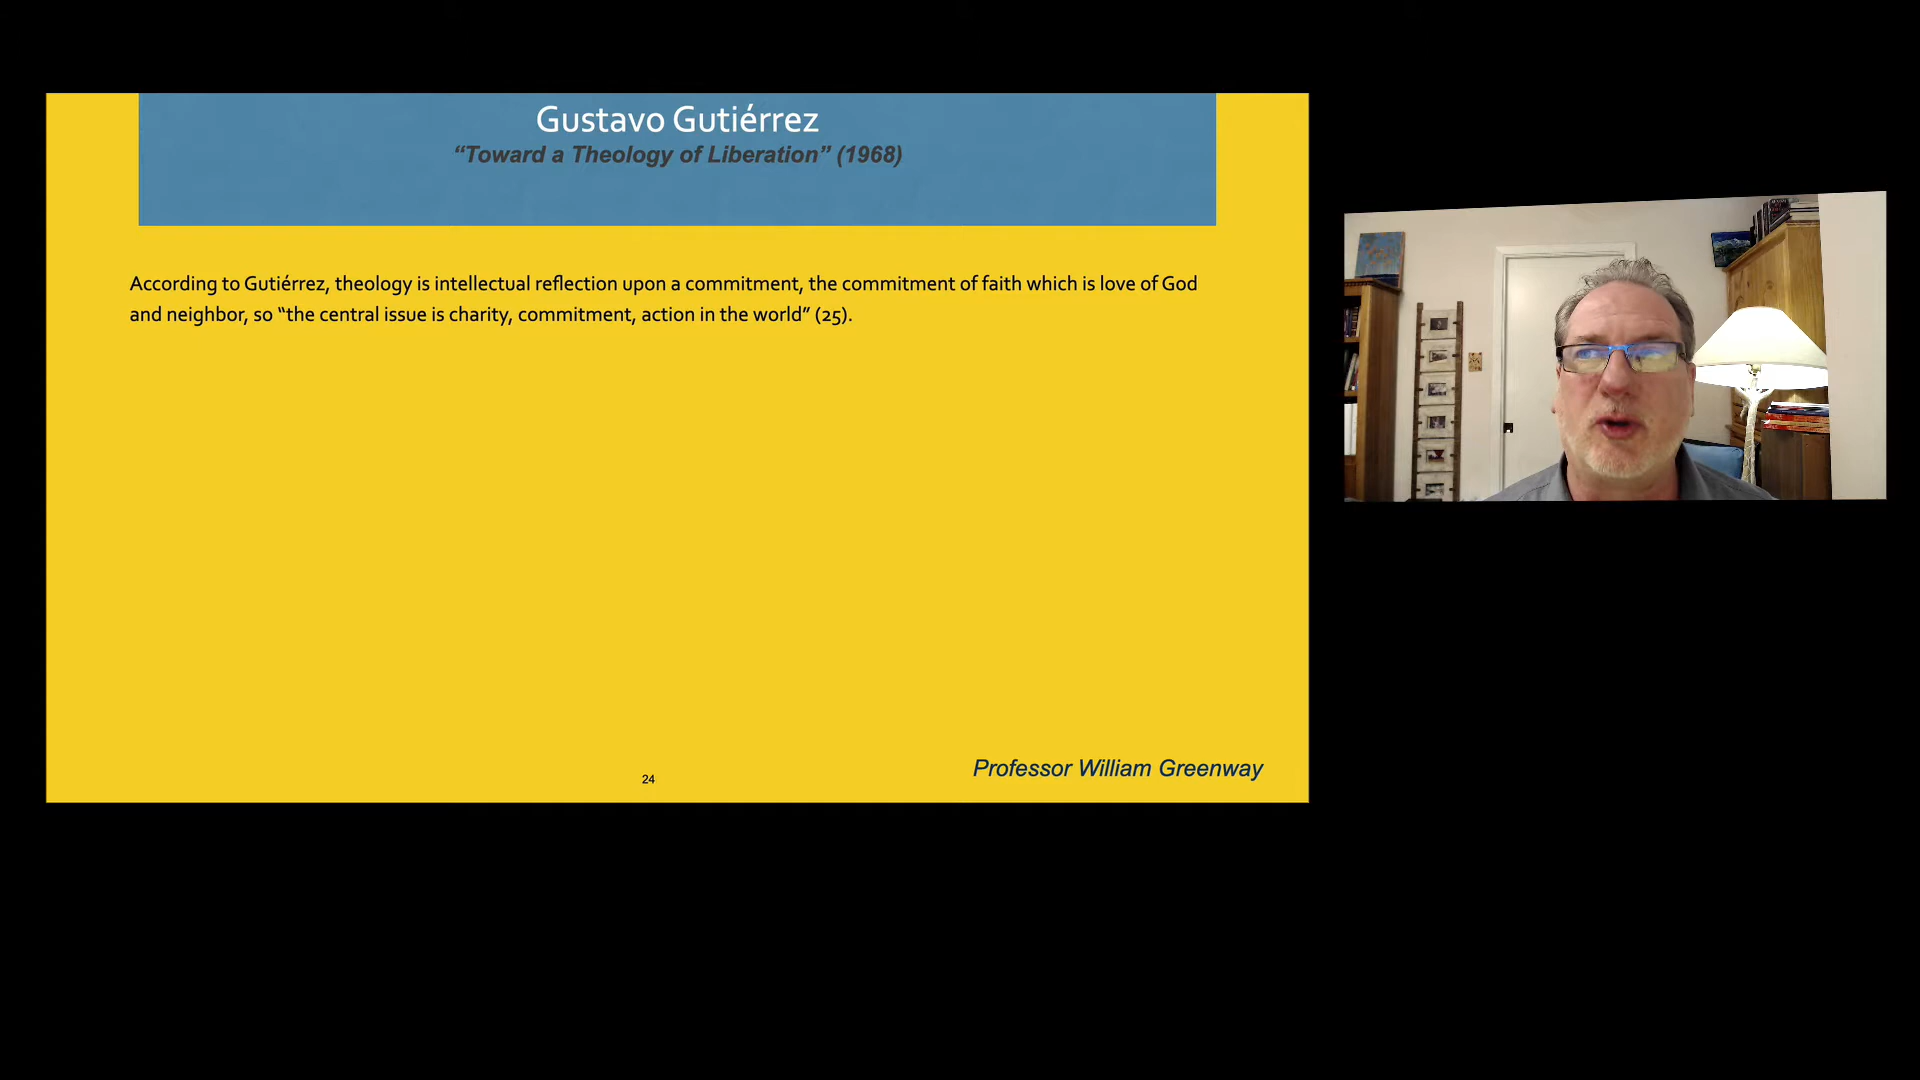 Gustavo Gutiérrez
“Toward a Theology of Liberation” (1968)
According to Gutiérrez, theology is intellectual reflection upon a commitment, the commitment of faith which is love of God
and neighbor, so “the central issue is charity, commitment, action in the world” (25).
24
Professor William Greenway